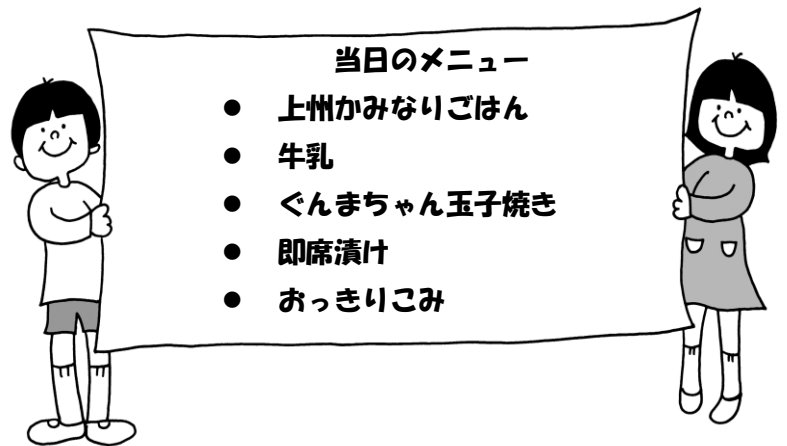 当日のメニュー
● 上州かみなりごはん
● 牛乳
● ぐんまちゃん玉子焼き
● 即席漬け
● おっきりこみ